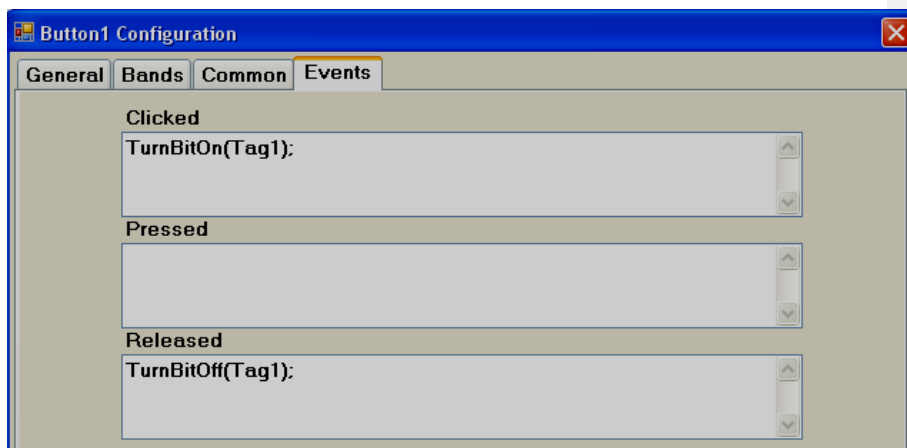 Button1 Configuration
General Bands Common Events
Clicked
TurnBitOn(Tag1);
Pressed
Released
TurnBitOff(Tag1);